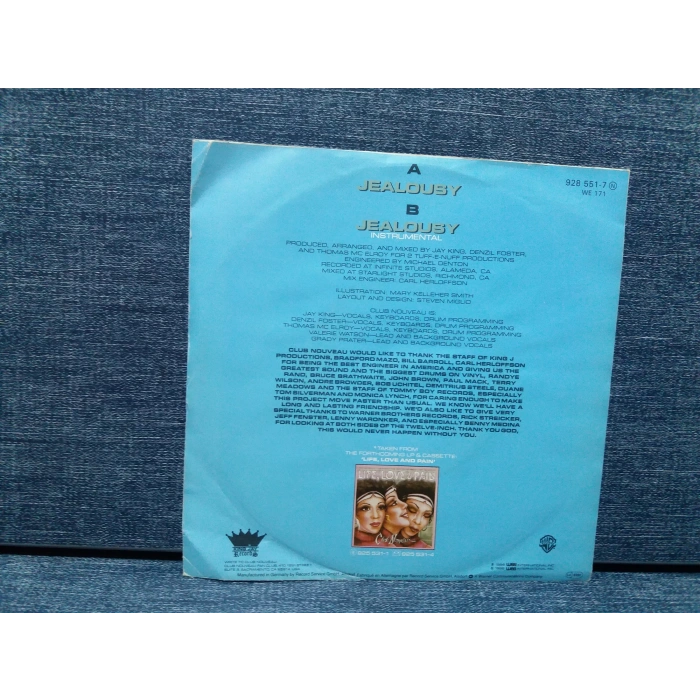 A
JEALOUSY
928 551-7 N
WE 171
B
JEALOUSY
INSTRUMENTAL
PRODUCED, ARRANGED, AND MIXED BY JAY KING, DENZIL FOSTER,
AND THOMAS MC ELROY FOR 2 TUFF-E-NUFF PRODUCTIONS
ENGINEERED BY MICHAEL DENTON
RECORDED AT INFINITE STUDIOS, ALAMEDA, CA
MIXED AT STARLIGHT STUDIOS, RICHMOND, CA
MIX ENGINEER: CARL HERLOFFSON
ILLUSTRATION: MARY KELLEHER SMITH
LAYOUT AND DESIGN: STEVEN MIGLIO
CLUB NOUVEAU IS:
JAY KING—VOCALS, KEYBOARDS, DRUM PROGRAMMING
DENZIL FOSTER—VOCALS, KEYBOARDS, DRUM PROGRAMMING
THOMAS MC ELROY—VOCALS, KEYBOARDS, DRUM PROGRAMMING
VALERIE WATSON—LEAD AND BACKGROUND VOCALS
GRADY PRATER—LEAD AND BACKGROUND VOCALS
CLUB NOUVEAU WOULD LIKE TO THANK THE STAFF OF KING J
PRODUCTIONS, BRADFORD MAZO, BILL BARROLL, CARL HERLOFFSON
FOR BEING THE BEST ENGINEER IN AMERICA AND GIVING US THE
GREATEST SOUND AND THE BIGGEST DRUMS ON VINYL, RANDYE
RAND, BRUCE BRATHWAITE, JOHN BROWN, PAUL MACK, TERRY
WILSON, ANDRE BROWDER, BOB UCHITEL, DEMITRIUS STEELE, DUANE
MEADOWS AND THE STAFF OF TOMMY BOY RECORDS, ESPECIALLY
TOM SILVERMAN AND MONICA LYNCH, FOR CARING ENOUGH TO MAKE
THIS PROJECT MOVE FASTER THAN USUAL. WE KNOW WE'LL HAVE A
LONG AND LASTING FRIENDSHIP. WE'D ALSO LIKE TO GIVE VERY
SPECIAL THANKS TO WARNER BROTHERS RECORDS, RICK STREICKER,
JEFF FENSTER, LENNY WARONKER, AND ESPECIALLY BENNY MEDINA
FOR LOOKING AT BOTH SIDES OF THE TWELVE-INCH. THANK YOU GOD,
THIS WOULD NEVER HAPPEN WITHOUT YOU.
TAKEN FROM
THE FORTHCOMING LP & CASSETTE:
'LIFE, LOVE AND PAIN'
LIFE, LOVE & PAIN
Club Nouveau
925 531-1 925 531-4
KING JAY